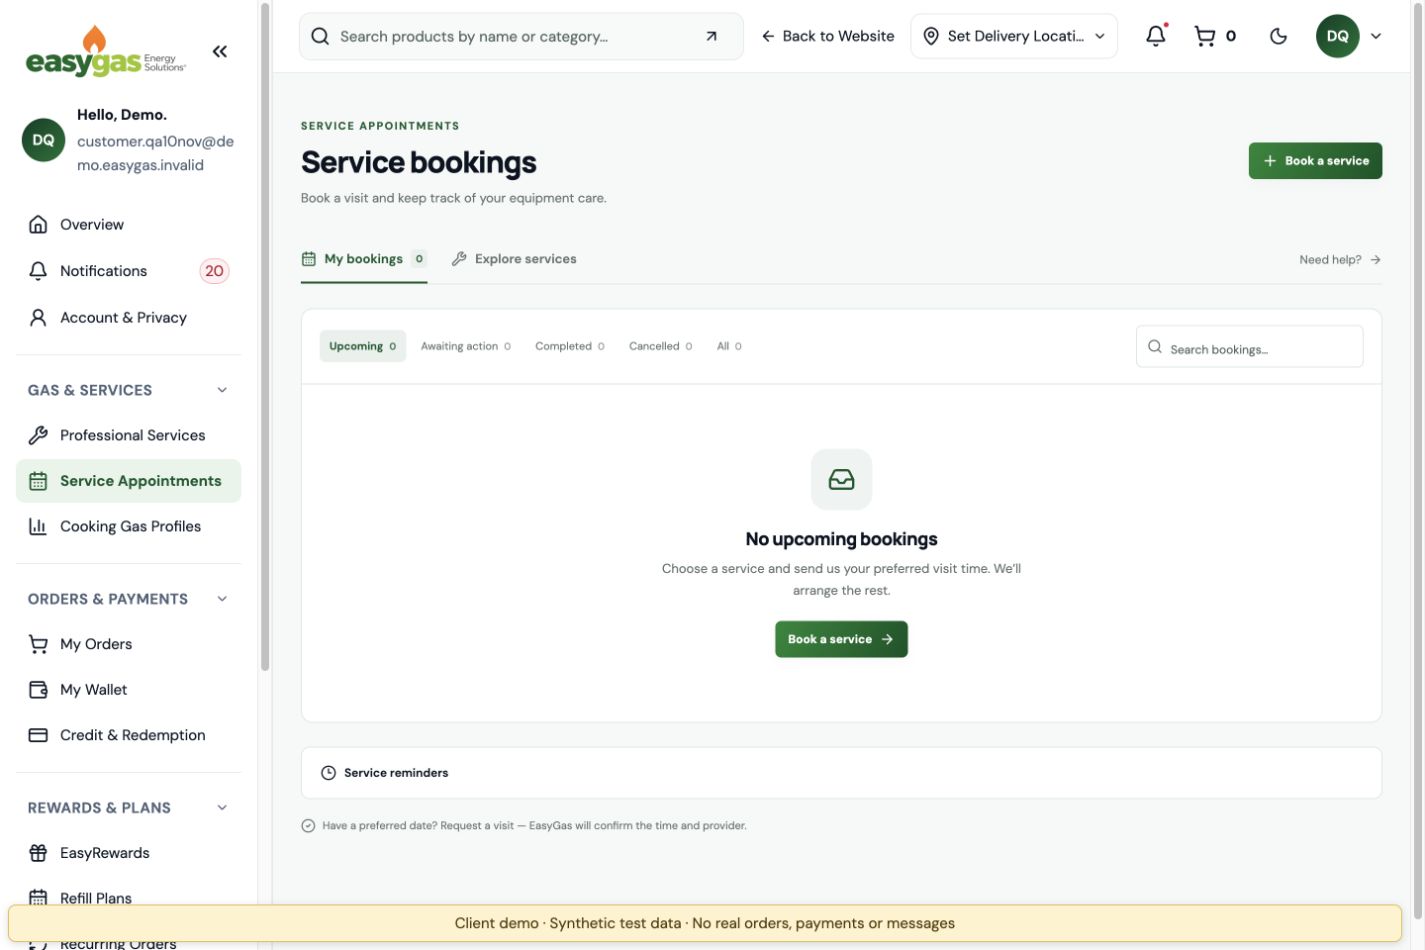 easygas Energy Solutions
Hello, Demo.
DQ
customer.qa10nov@de
mo.easygas.invalid
Overview
Notifications 20
Account & Privacy
GAS & SERVICES
Professional Services
Service Appointments
Cooking Gas Profiles
ORDERS & PAYMENTS
My Orders
My Wallet
Credit & Redemption
REWARDS & PLANS
EasyRewards
Refill Plans
Recurring Orders
Search products by name or category...
Back to Website
Set Delivery Locati...
0
DQ
SERVICE APPOINTMENTS
Service bookings
Book a visit and keep track of your equipment care.
Book a service
My bookings 0
Explore services
Need help?
Upcoming 0
Awaiting action 0
Completed 0
Cancelled 0
All 0
Search bookings...
No upcoming bookings
Choose a service and send us your preferred visit time. We'll
arrange the rest.
Book a service
Service reminders
Have a preferred date? Request a visit — EasyGas will confirm the time and provider.
Client demo · Synthetic test data · No real orders, payments or messages